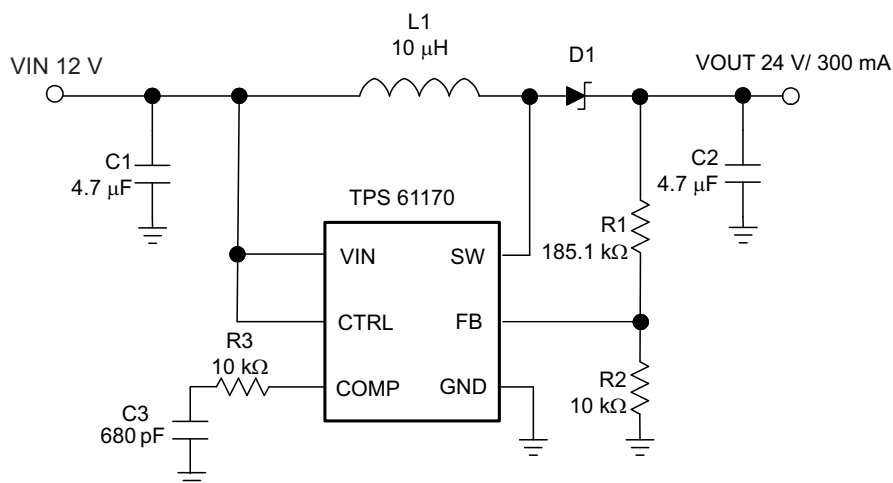 L1
10 μH
D1
VIN 12 V
VOUT 24 V/ 300 mA
C1
4.7 μF
C2
4.7 μF
TPS 61170
R1
185.1 kΩ
VIN
SW
CTRL
FB
R3
10 kΩ
COMP
GND
R2
10 kΩ
C3
680 pF